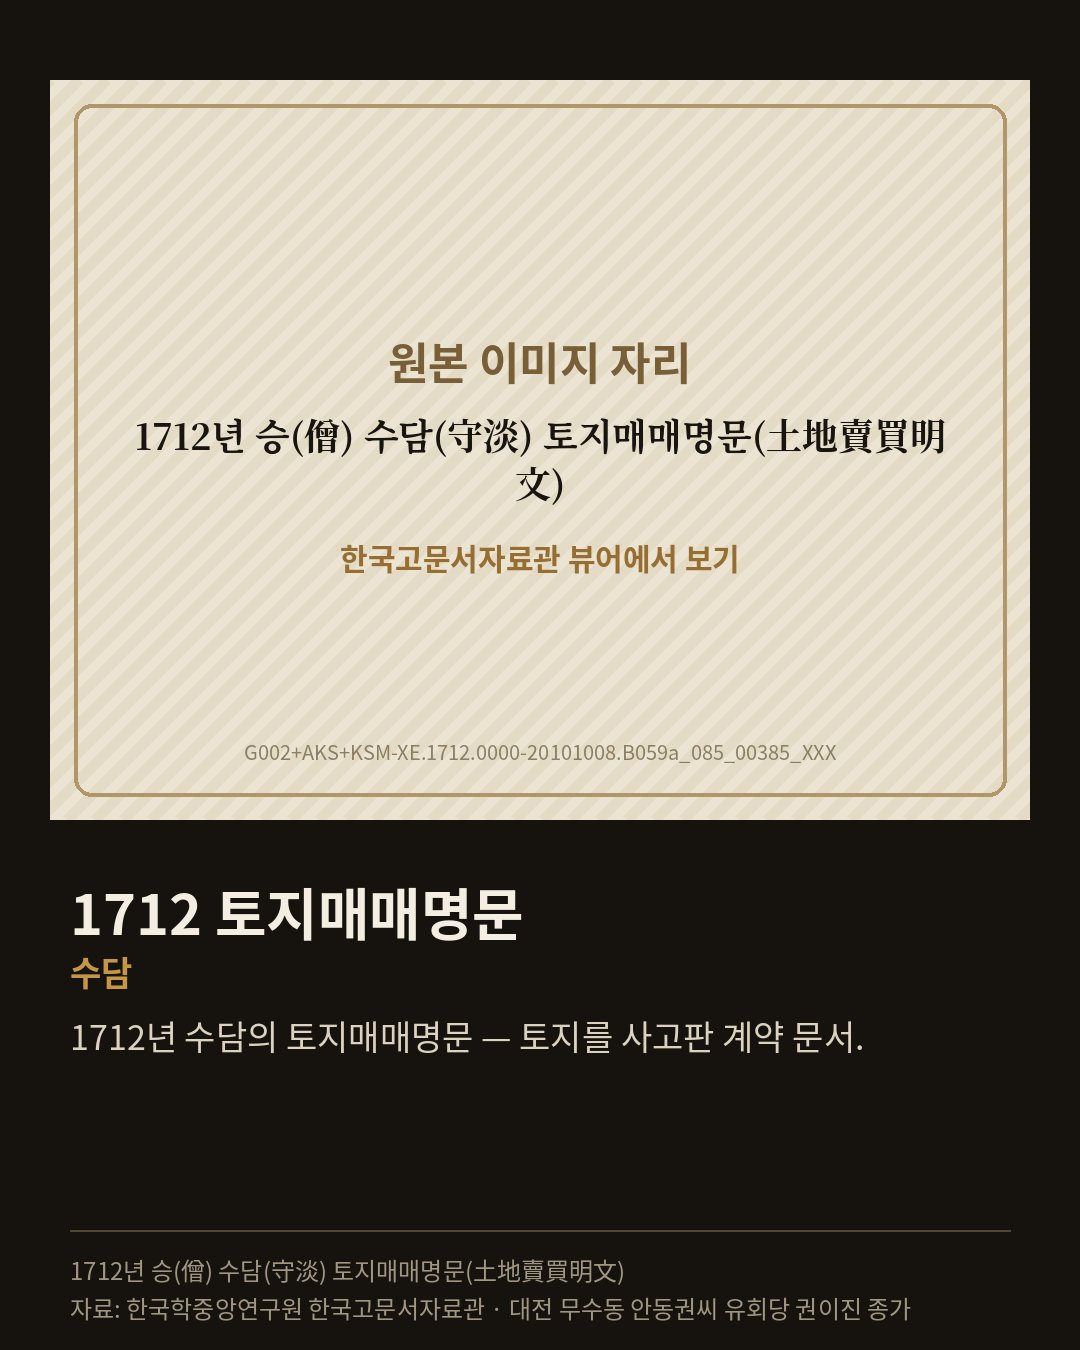 원본 이미지 자리
1712년 승(僧) 수담(守淡) 토지매매명문(土地賣買明
文)
한국고문서자료관 뷰어에서 보기
G002+AKS+KSM-XE.1712.0000-20101008.B059a_085_00385_XXX
1712 토지매매명문
수담
1712년 수담의 토지매매명문 — 토지를 사고판 계약 문서.
1712년 승(僧) 수담(守淡) 토지매매명문(土地賣買明文)
자료: 한국학중앙연구원 한국고문서자료관 · 대전 무수동 안동권씨 유회당 권이진 종가